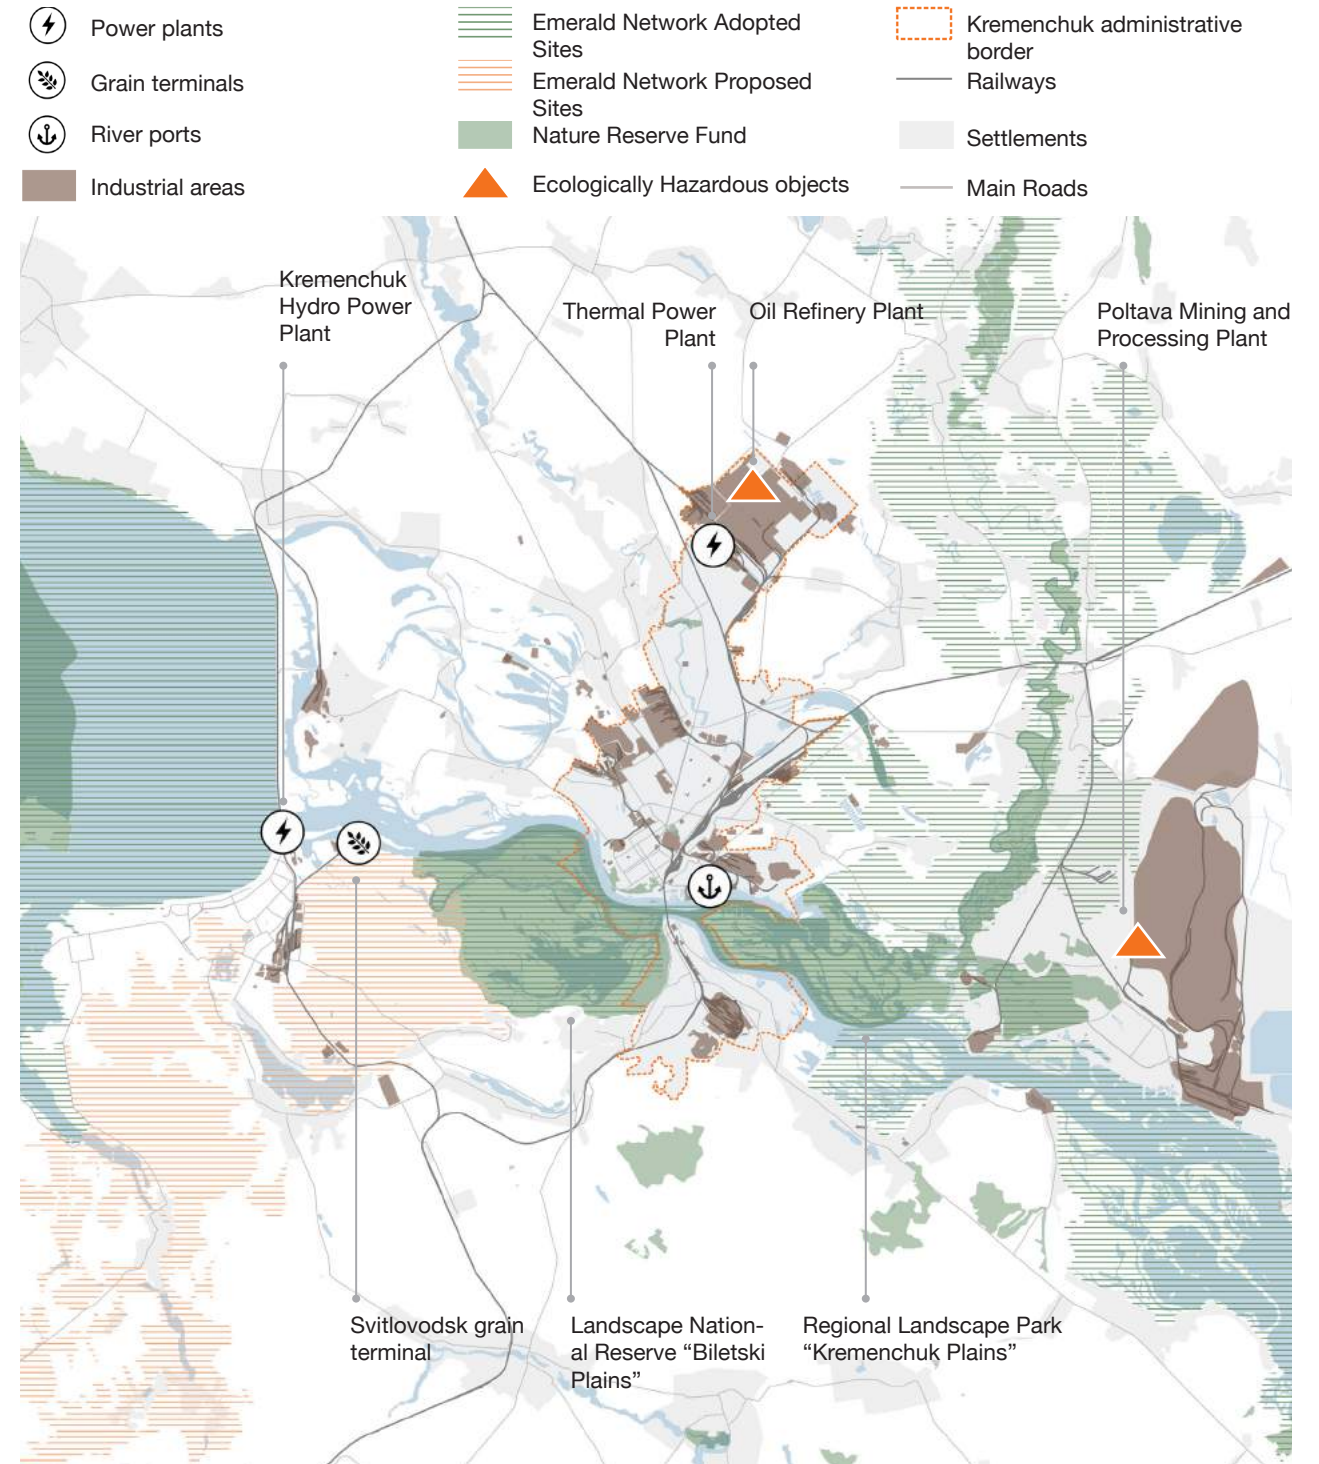 Power plants
Grain terminals
River ports
Industrial areas
Emerald Network Adopted
Sites
Emerald Network Proposed
Sites
Nature Reserve Fund
Ecologically Hazardous objects
Kremenchuk administrative
border
Railways
Settlements
Main Roads
Kremenchuk
Hydro Power
Plant
Thermal Power
Plant
Oil Refinery Plant
Poltava Mining and
Processing Plant
Svitlovodsk grain
terminal
Landscape Nation-
al Reserve “Biletski
Plains”
Regional Landscape Park
“Kremenchuk Plains”